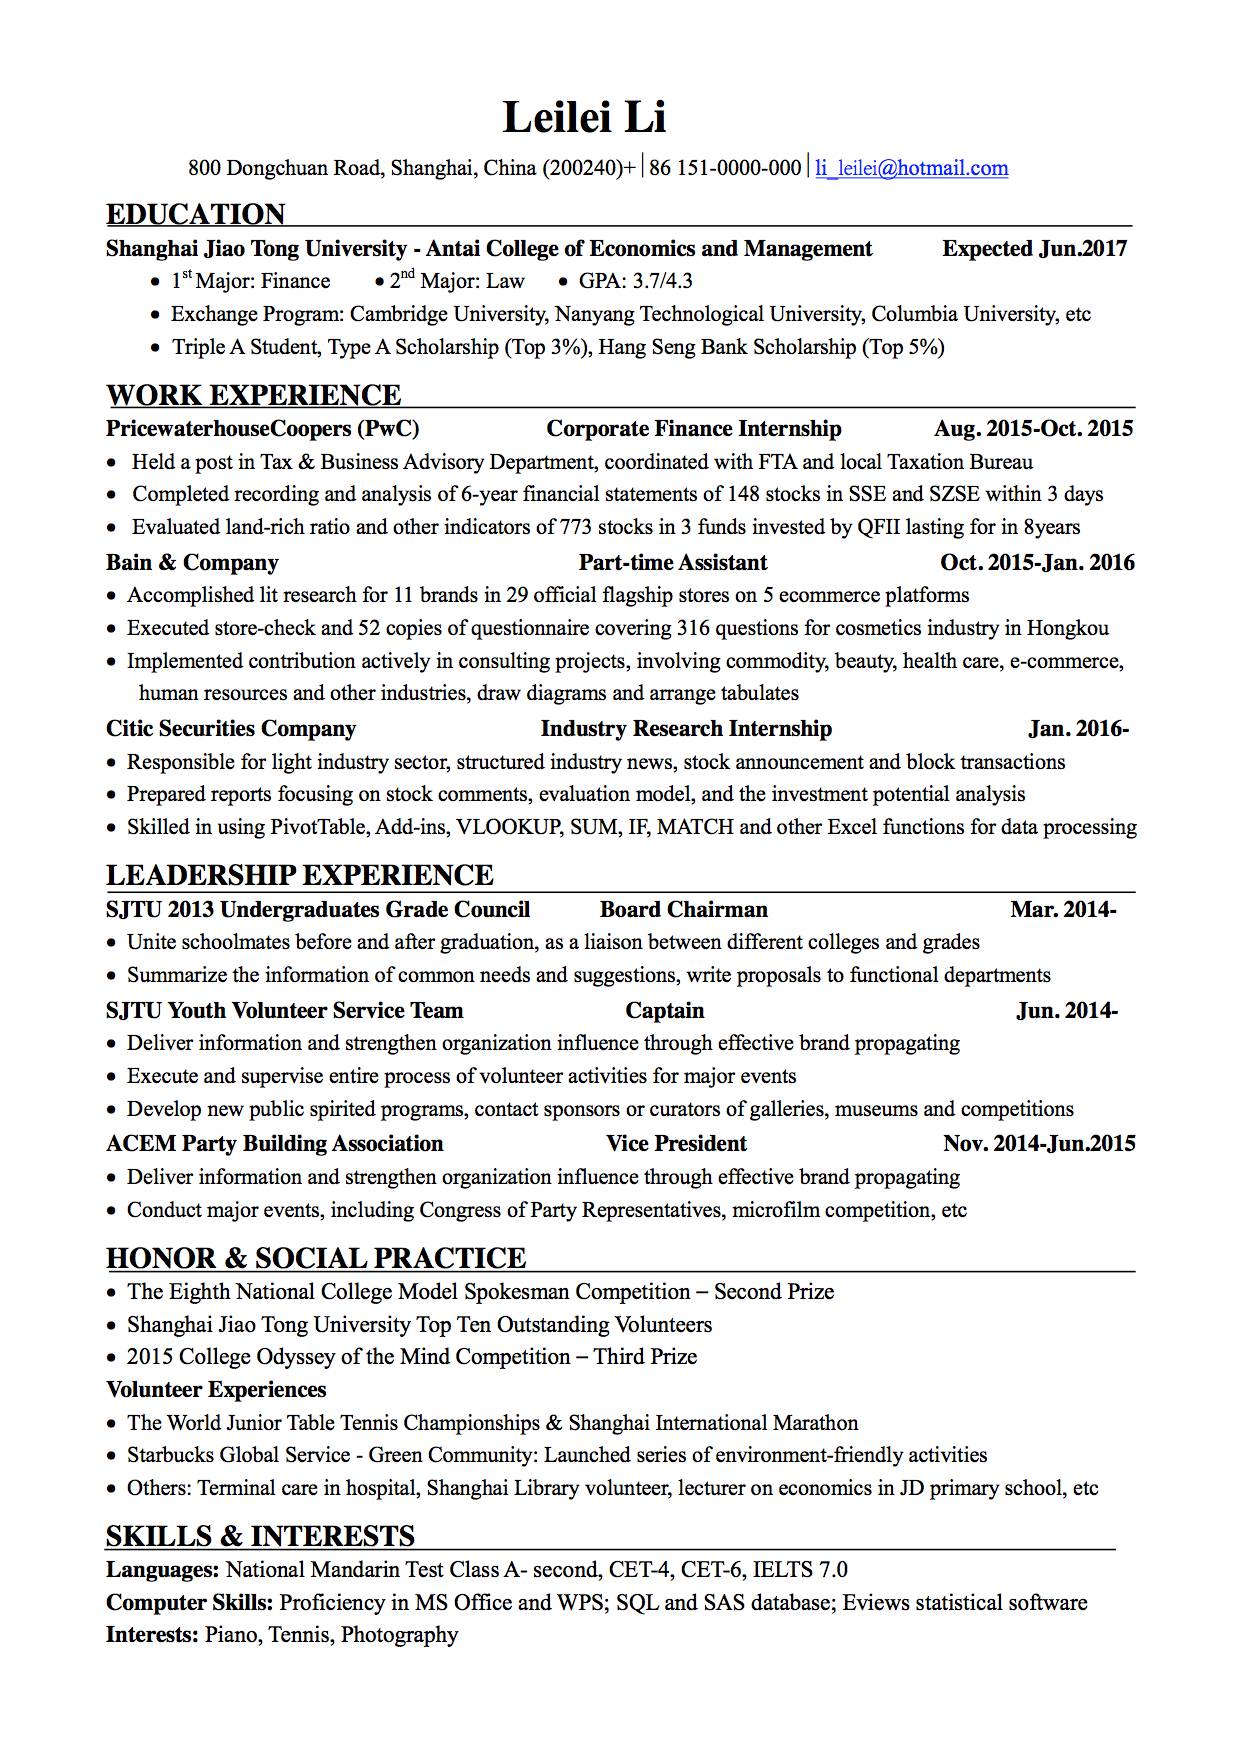 Leilei Li
800 Dongchuan Road, Shanghai, China (200240)+|86 151-0000-000|li_leilei@hotmail.com
EDUCATION
Shanghai Jiao Tong University - Antai College of Economics and Management Expected Jun.2017
• 1st Major: Finance • 2nd Major: Law • GPA: 3.7/4.3
• Exchange Program: Cambridge University, Nanyang Technological University, Columbia University, etc
• Triple A Student, Type A Scholarship (Top 3%), Hang Seng Bank Scholarship (Top 5%)
WORK EXPERIENCE
PricewaterhouseCoopers (PwC) Corporate Finance Internship Aug. 2015-Oct. 2015
• Held a post in Tax & Business Advisory Department, coordinated with FTA and local Taxation Bureau
• Completed recording and analysis of 6-year financial statements of 148 stocks in SSE and SZSE within 3 days
• Evaluated land-rich ratio and other indicators of 773 stocks in 3 funds invested by QFII lasting for in 8years
Bain & Company Part-time Assistant Oct. 2015-Jan. 2016
• Accomplished lit research for 11 brands in 29 official flagship stores on 5 ecommerce platforms
• Executed store-check and 52 copies of questionnaire covering 316 questions for cosmetics industry in Hongkou
• Implemented contribution actively in consulting projects, involving commodity, beauty, health care, e-commerce,
human resources and other industries, draw diagrams and arrange tabulates
Citic Securities Company Industry Research Internship Jan. 2016-
• Responsible for light industry sector, structured industry news, stock announcement and block transactions
• Prepared reports focusing on stock comments, evaluation model, and the investment potential analysis
• Skilled in using PivotTable, Add-ins, VLOOKUP, SUM, IF, MATCH and other Excel functions for data processing
LEADERSHIP EXPERIENCE
SJTU 2013 Undergraduates Grade Council Board Chairman Mar. 2014-
• Unite schoolmates before and after graduation, as a liaison between different colleges and grades
• Summarize the information of common needs and suggestions, write proposals to functional departments
SJTU Youth Volunteer Service Team Captain Jun. 2014-
• Deliver information and strengthen organization influence through effective brand propagating
• Execute and supervise entire process of volunteer activities for major events
• Develop new public spirited programs, contact sponsors or curators of galleries, museums and competitions
ACEM Party Building Association Vice President Nov. 2014-Jun.2015
• Deliver information and strengthen organization influence through effective brand propagating
• Conduct major events, including Congress of Party Representatives, microfilm competition, etc
HONOR & SOCIAL PRACTICE
• The Eighth National College Model Spokesman Competition – Second Prize
• Shanghai Jiao Tong University Top Ten Outstanding Volunteers
• 2015 College Odyssey of the Mind Competition – Third Prize
Volunteer Experiences
• The World Junior Table Tennis Championships & Shanghai International Marathon
• Starbucks Global Service - Green Community: Launched series of environment-friendly activities
• Others: Terminal care in hospital, Shanghai Library volunteer, lecturer on economics in JD primary school, etc
SKILLS & INTERESTS
Languages: National Mandarin Test Class A- second, CET-4, CET-6, IELTS 7.0
Computer Skills: Proficiency in MS Office and WPS; SQL and SAS database; Eviews statistical software
Interests: Piano, Tennis, Photography